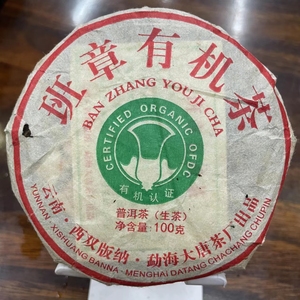 班章有机茶
BAN ZHANG YOU JI CHA
CERTIFIED ORGANIC OFDC
有机认证
普洱茶（生茶）
净含量:100克
云南·西双版纳·勐海大唐茶厂出品
YUNNAN XISHUANG BANNA-MENGHAI DATANG CHACHANG CHUPIN